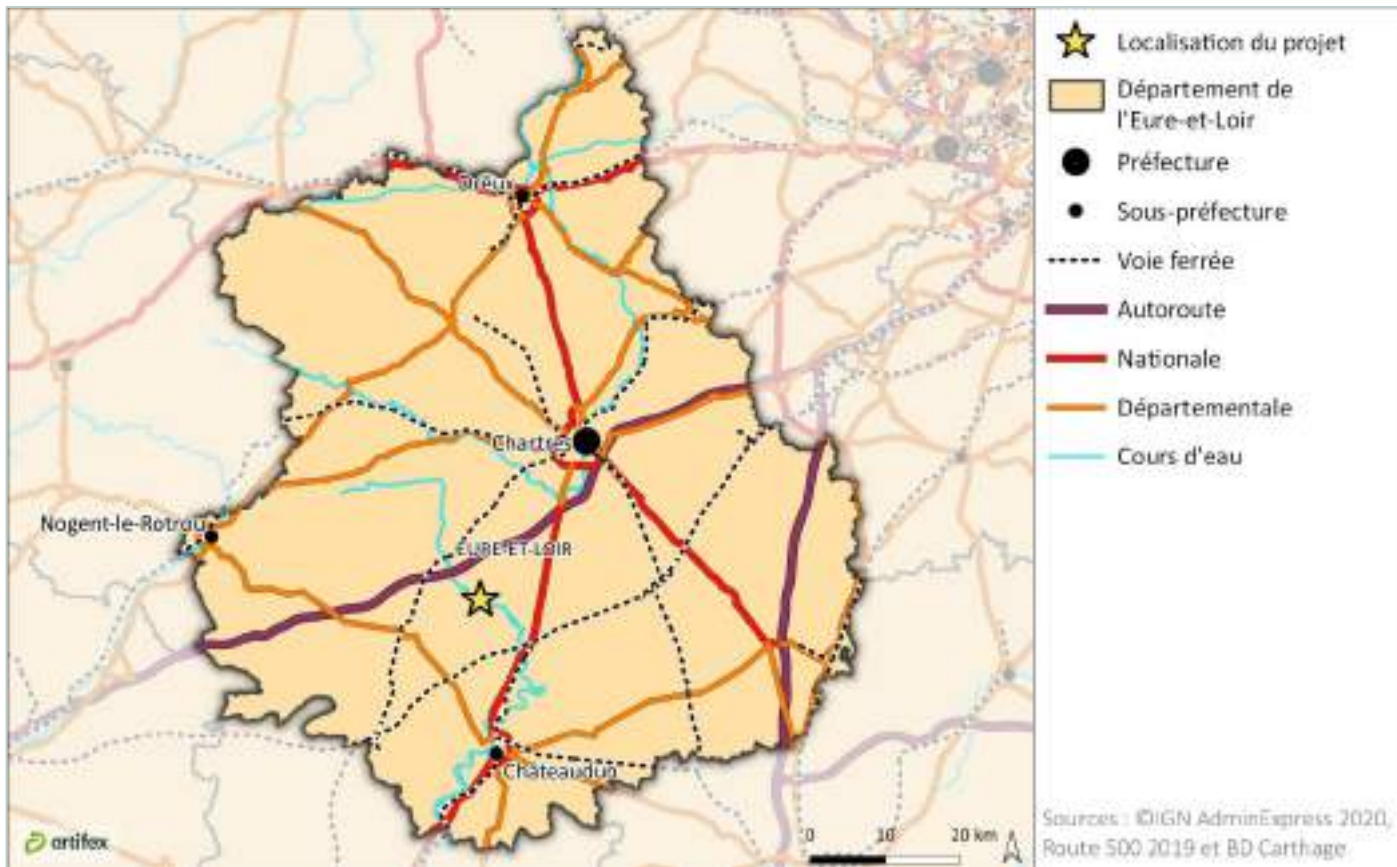 Localisation du projet
Département de
l'Eure-et-Loir
Préfecture
Sous-préfecture
Voie ferrée
Autoroute
Nationale
Départementale
Cours d'eau
Dreux
Chartres
Nogent-le-Rotrou
EURE-ET-LOIR
Châteaudun
artifex
0 10 20 km
Sources : ©IGN AdminExpress 2020,
Route 500 2019 et BD Carthage